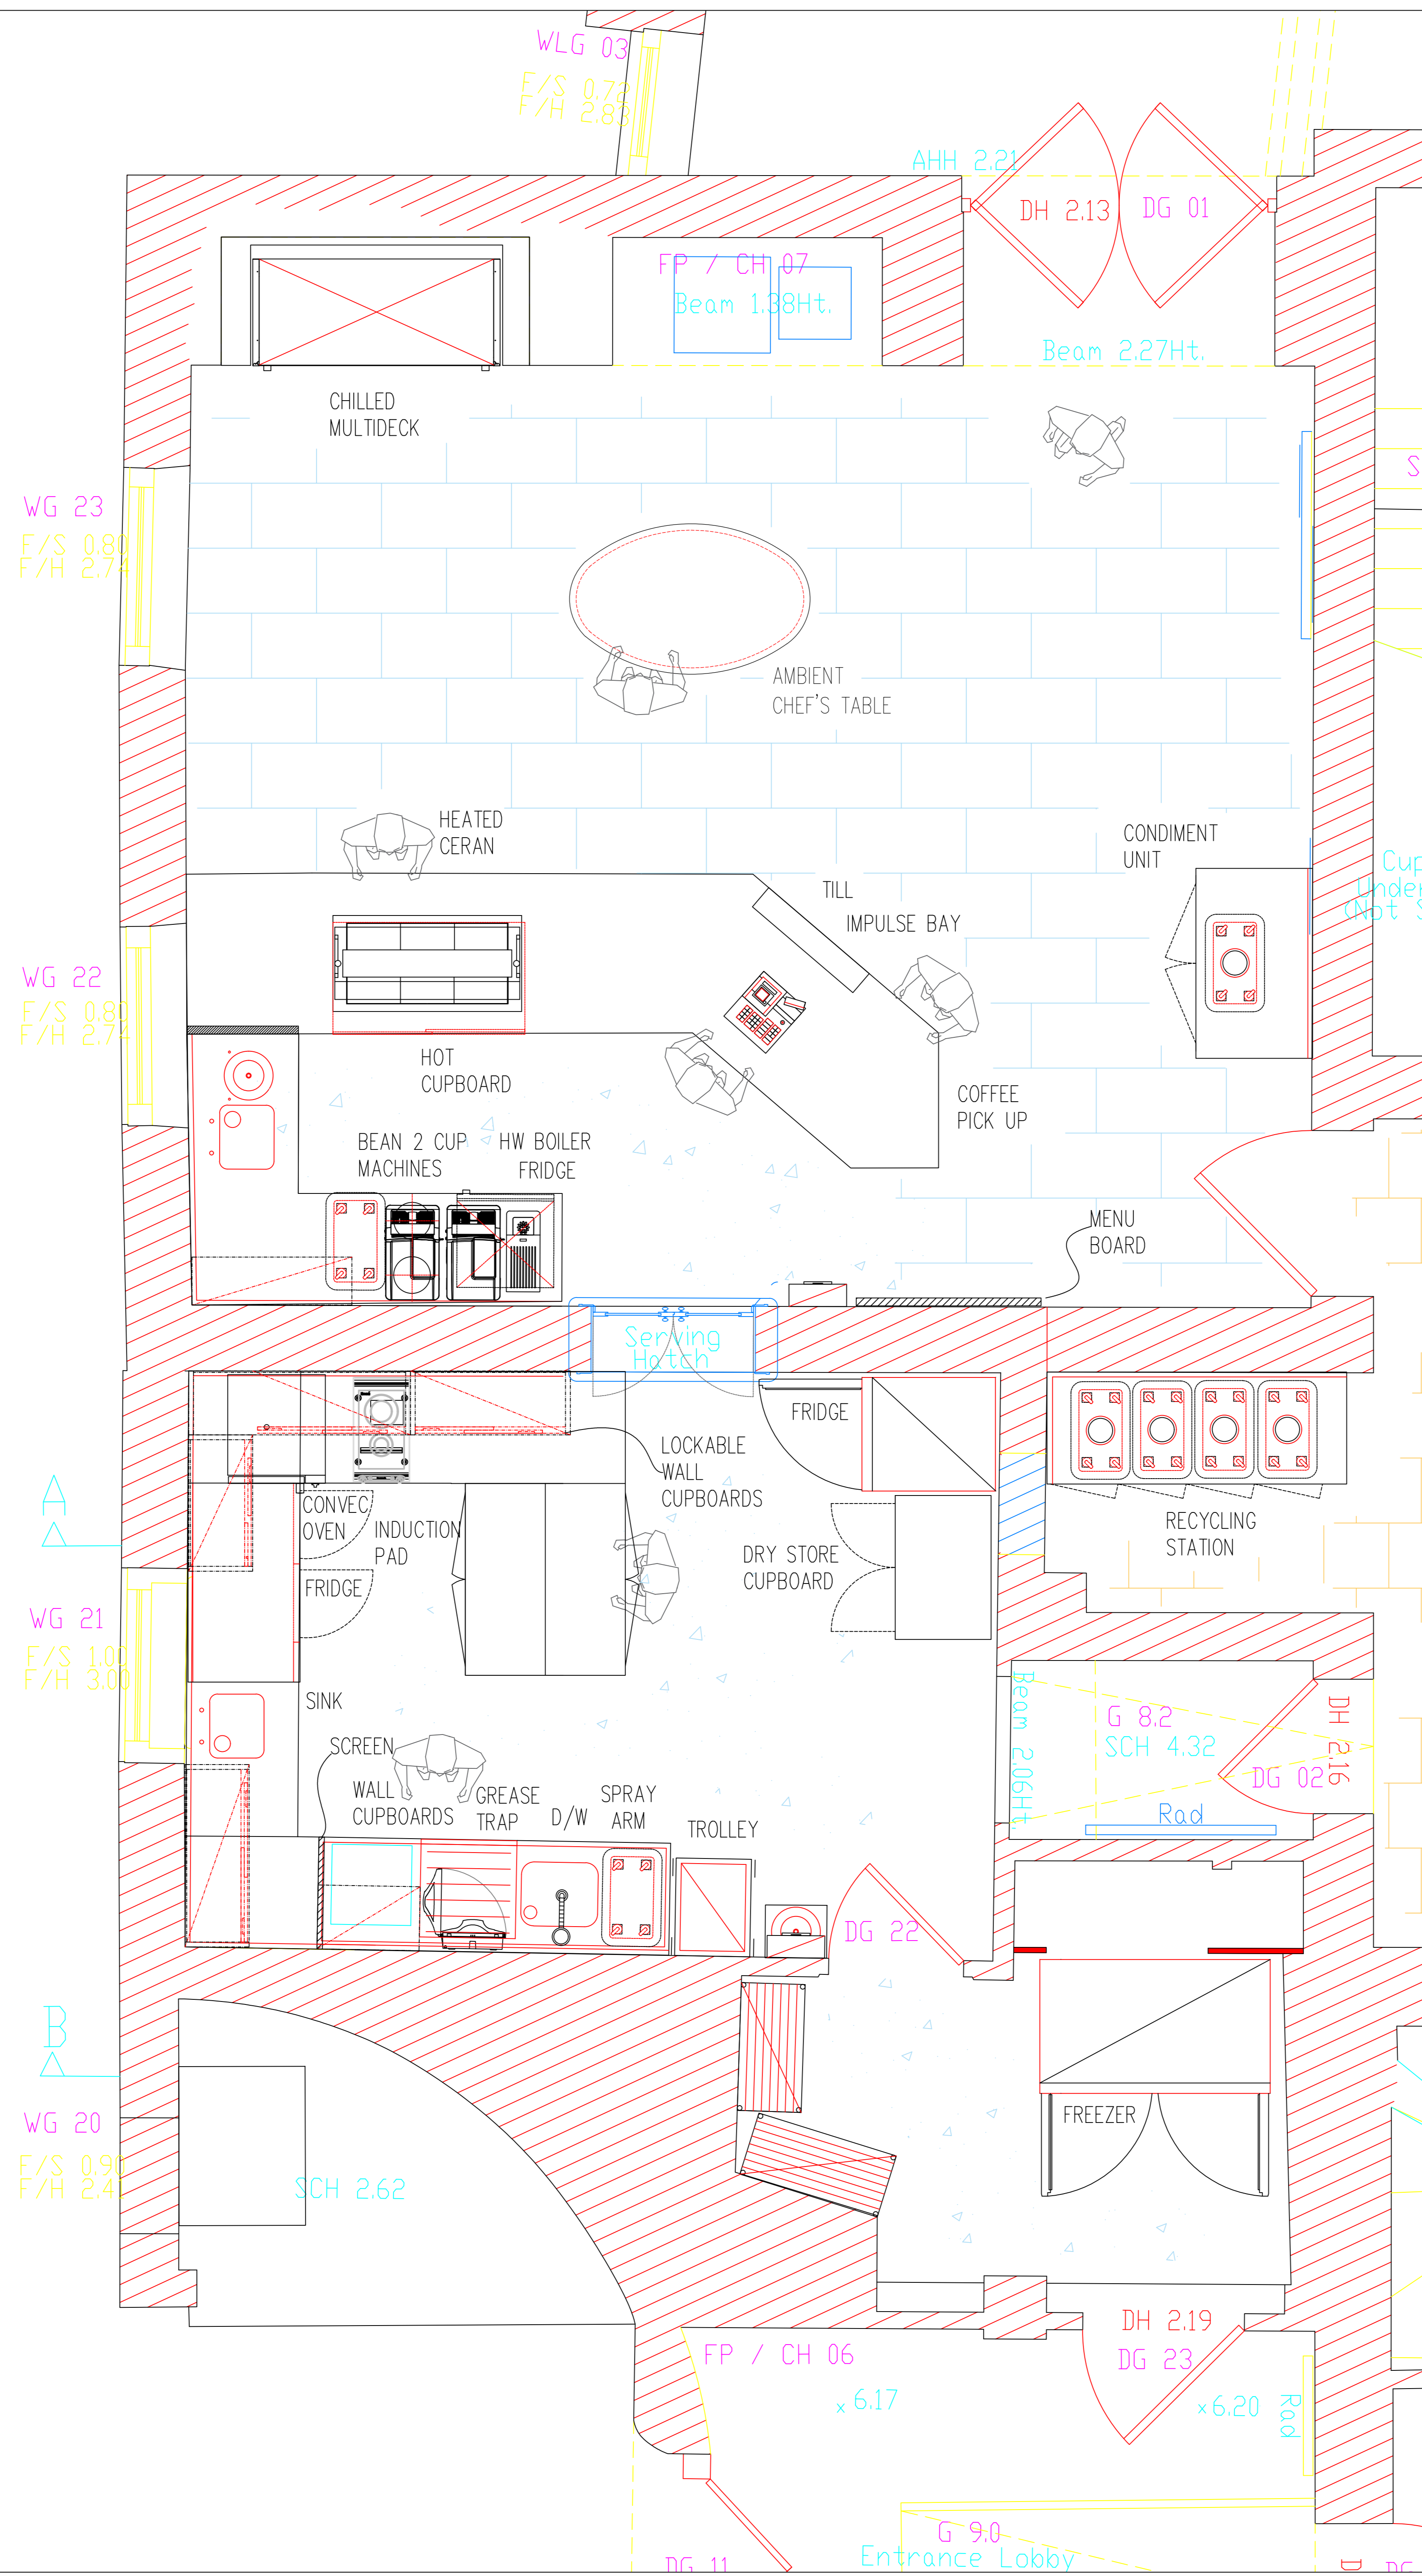 WLG 03
F/S 0.72
F/H 2.83
AHH 2.21
DH 2.13
DG 01
FP / CH 07
Beam 1.38Ht.
Beam 2.27Ht.
CHILLED
MULTIDECK
WG 23
F/S 0.80
F/H 2.74
S
AMBIENT
CHEF'S TABLE
HEATED
CERAN
CONDIMENT
UNIT
TILL
IMPULSE BAY
Cup
Under
(Not S
WG 22
F/S 0.80
F/H 2.74
HOT
CUPBOARD
COFFEE
PICK UP
BEAN 2 CUP
MACHINES
HW BOILER
FRIDGE
MENU
BOARD
Serving
Hatch
FRIDGE
LOCKABLE
WALL
CUPBOARDS
A
CONVEC
OVEN
INDUCTION
PAD
FRIDGE
DRY STORE
CUPBOARD
RECYCLING
STATION
WG 21
F/S 1.00
F/H 3.00
SINK
SCREEN
WALL
CUPBOARDS
GREASE
TRAP
D/W
SPRAY
ARM
TROLLEY
Beam 2.06Ht.
G 8.2
SCH 4.32
DG 02
DH 2.16
Rad
DG 22
B
WG 20
F/S 0.90
SCH 2.62
FREEZER
DH 2.19
DG 23
FP / CH 06
x 6.17
x 6.20
Rad
G 9.0
Entrance Lobby
DG 11
D
DG